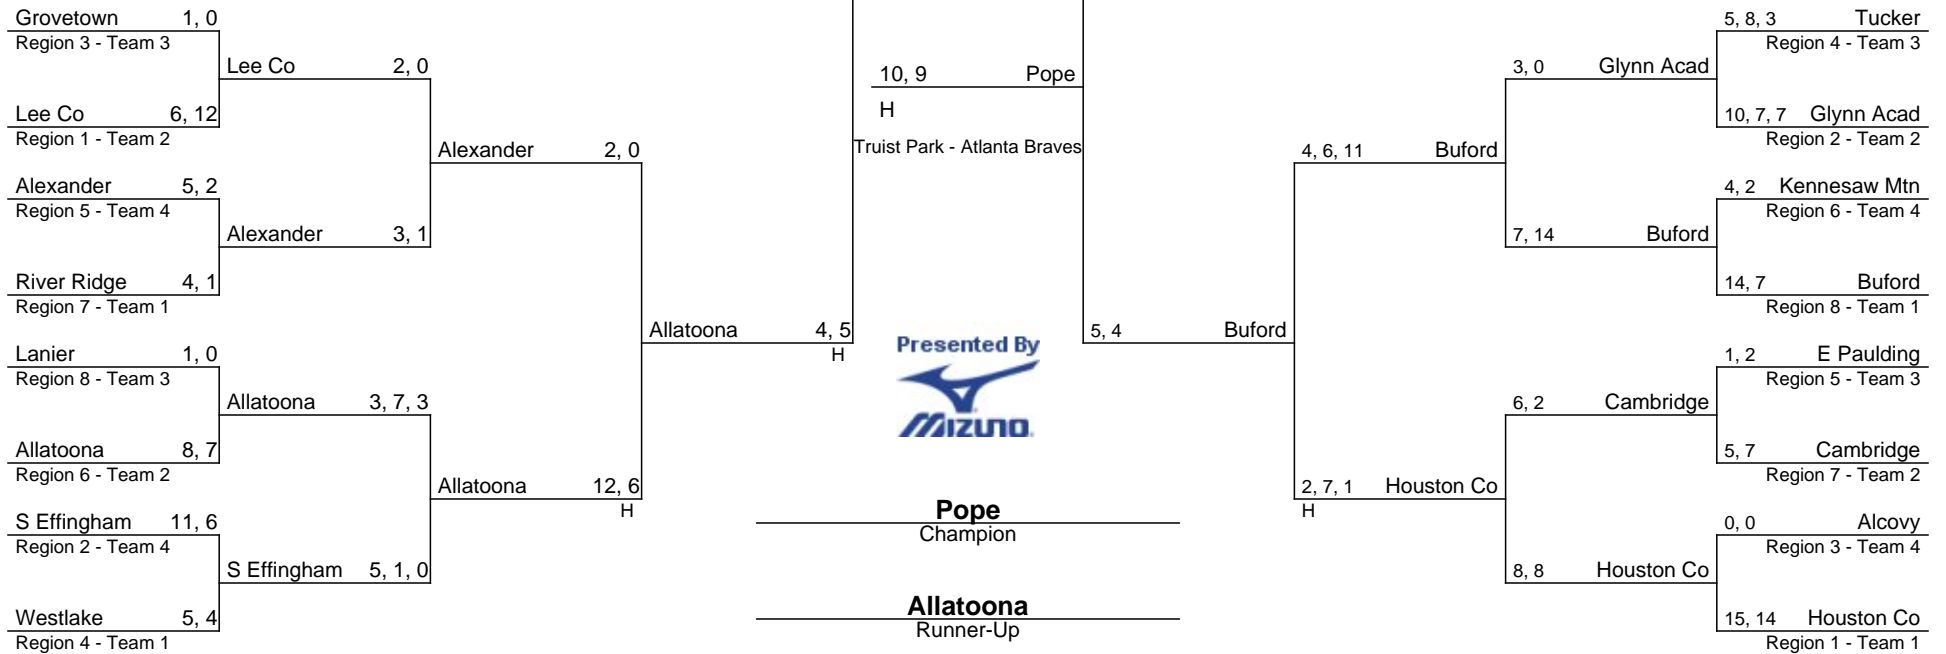 Grovetown 1, 0
Region 3 - Team 3
Lee Co 2, 0
Lee Co 6, 12
Region 1 - Team 2
Alexander 2, 0
Alexander 5, 2
Region 5 - Team 4
Alexander 3, 1
River Ridge 4, 1
Region 7 - Team 1
Allatoona 4, 5
H
Lanier 1, 0
Region 8 - Team 3
Allatoona 3, 7, 3
Allatoona 8, 7
Region 6 - Team 2
Allatoona 12, 6
H
S Effingham 11, 6
Region 2 - Team 4
S Effingham 5, 1, 0
Westlake 5, 4
Region 4 - Team 1
10, 9 Pope
H
Truist Park - Atlanta Braves
Presented By
MIZUNO
Pope
Champion
Allatoona
Runner-Up
5, 8, 3 Tucker
Region 4 - Team 3
3, 0 Glynn Acad
10, 7, 7 Glynn Acad
Region 2 - Team 2
4, 6, 11 Buford
4, 2 Kennesaw Mtn
Region 6 - Team 4
7, 14 Buford
14, 7 Buford
Region 8 - Team 1
5, 4 Buford
1, 2 E Paulding
Region 5 - Team 3
6, 2 Cambridge
5, 7 Cambridge
Region 7 - Team 2
2, 7, 1 Houston Co
H
0, 0 Alcovy
Region 3 - Team 4
8, 8 Houston Co
15, 14 Houston Co
Region 1 - Team 1